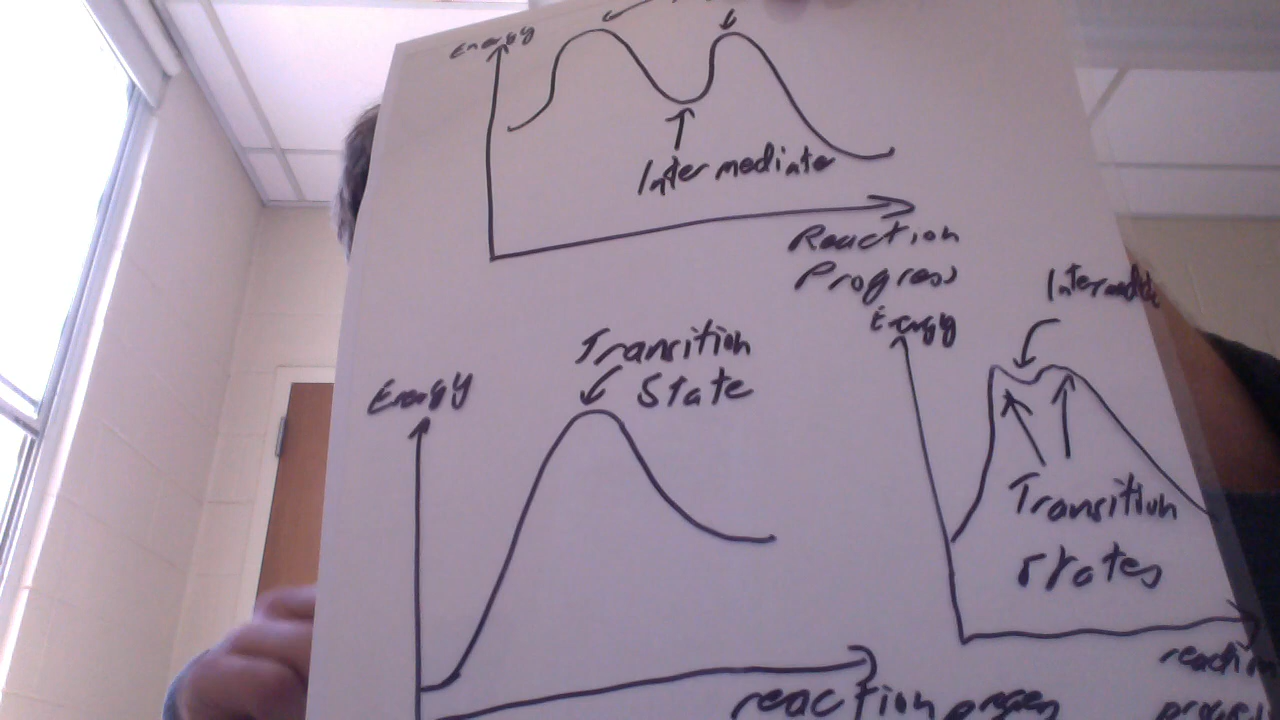 Energy
Intermediate
Reaction
Progress
Energy
Transition
State
reaction
Energy
Transition
states